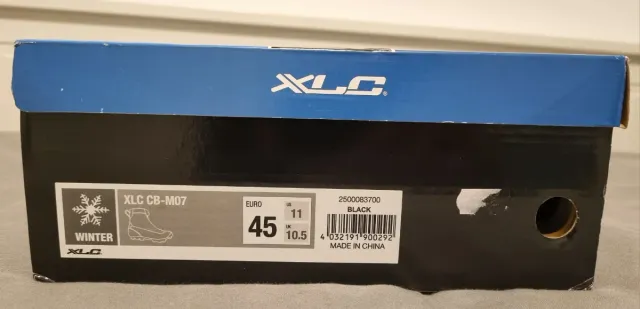 XLC
XLC CB-M07
WINTER
XLC
EURO
45
US 11
UK 10.5
2500083700
BLACK
4 032191 900292
MADE IN CHINA